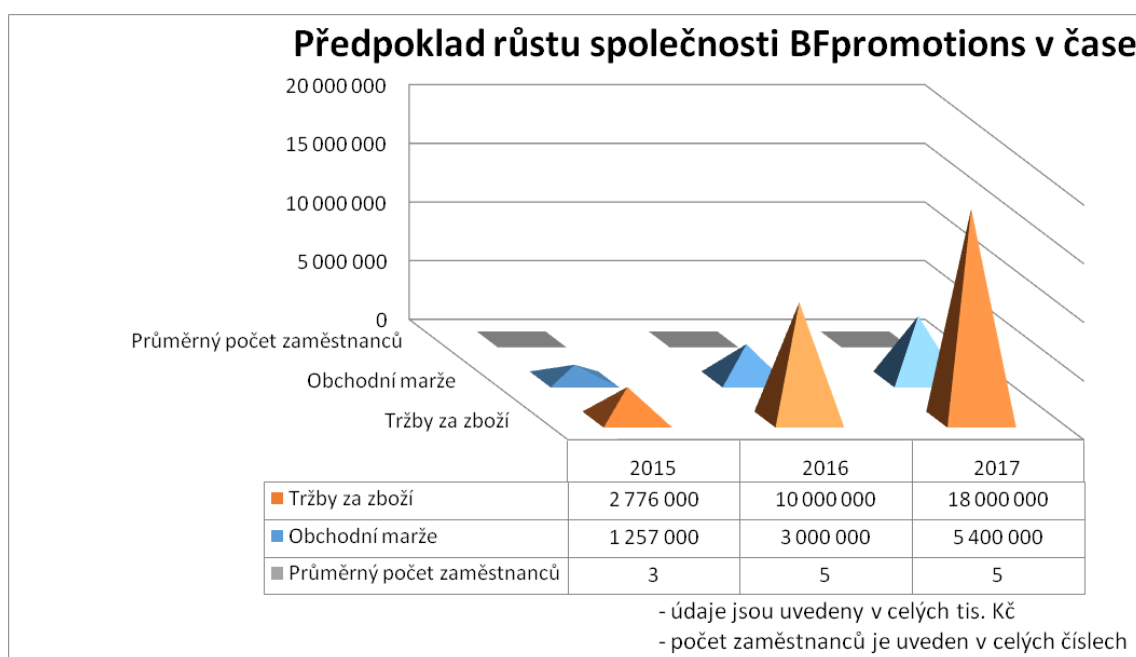 Předpoklad růstu společnosti BFpromotions v čase
20 000 000
15 000 000
10 000 000
5 000 000
0
Průměrný počet zaměstnanců
Obchodní marže
Tržby za zboží
2015 2016 2017
Tržby za zboží 2 776 000 10 000 000 18 000 000
Obchodní marže 1 257 000 3 000 000 5 400 000
Průměrný počet zaměstnanců 3 5 5
- údaje jsou uvedeny v celých tis. Kč
- počet zaměstnanců je uveden v celých číslech